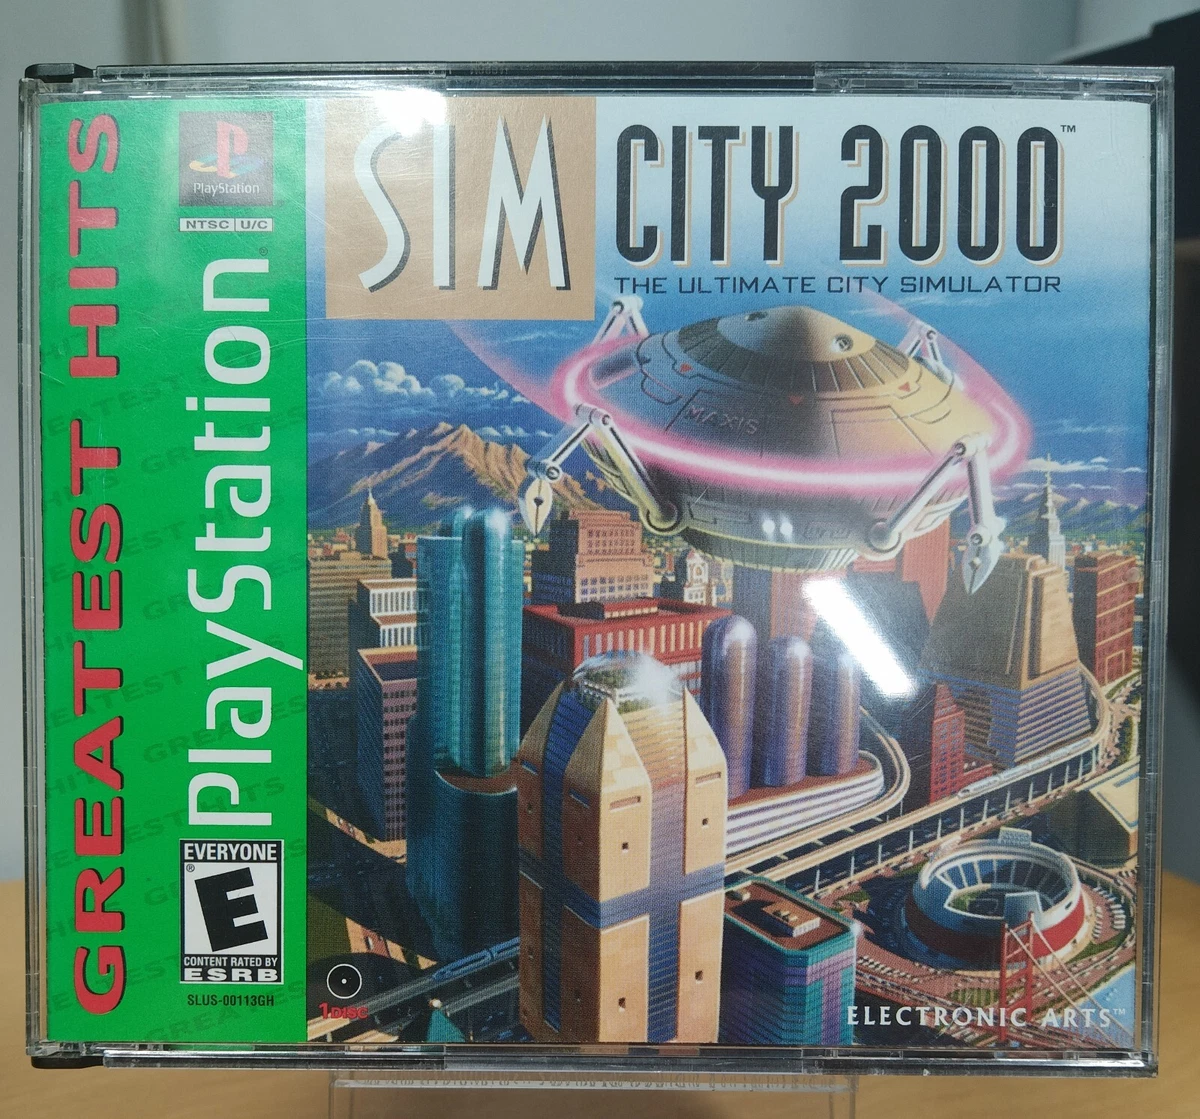 GREATEST HITS
PlayStation
NTSC U/C
PlayStation®
EVERYONE
E
®
CONTENT RATED BY
ESRB
SLUS-00113GH
SIM CITY 2000™
THE ULTIMATE CITY SIMULATOR
MAXIS
1 DISC
ELECTRONIC ARTS™